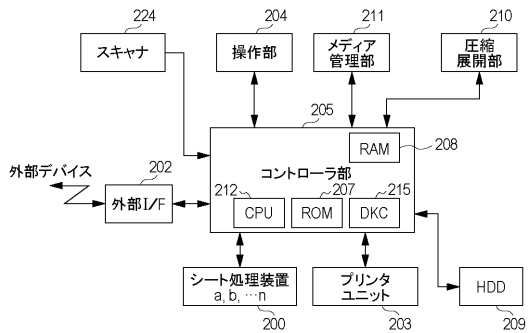 224
204
211
210
スキャナ
操作部
メディア
管理部
圧縮
展開部
205
RAM
208
コントローラ部
外部デバイス
202
外部I/F
212
207
215
CPU
ROM
DKC
シート処理装置
a, b, …n
プリンタ
ユニット
HDD
200
203
209